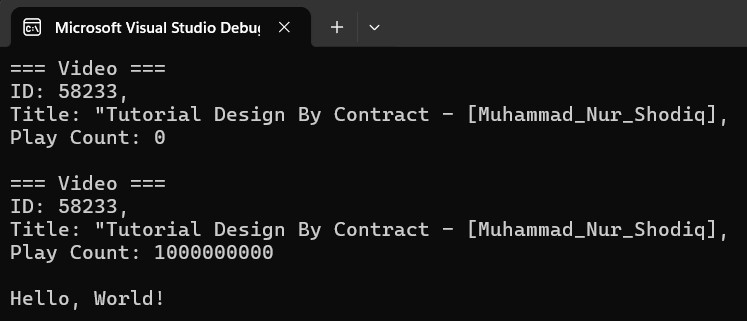 Microsoft Visual Studio Debug
=== Video ===
ID: 58233,
Title: "Tutorial Design By Contract – [Muhammad_Nur_Shodiq],
Play Count: 0
=== Video ===
ID: 58233,
Title: "Tutorial Design By Contract – [Muhammad_Nur_Shodiq],
Play Count: 1000000000
Hello, World!